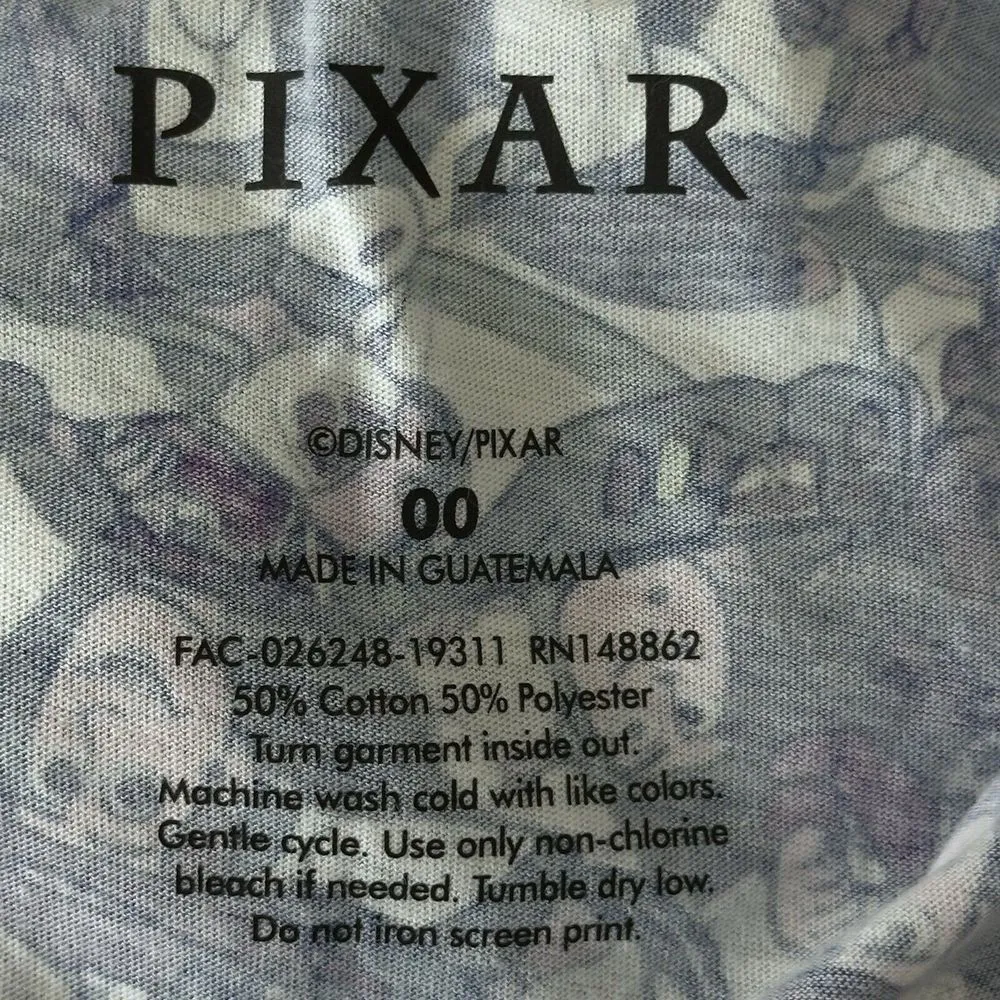 PIXAR
©DISNEY/PIXAR
00
MADE IN GUATEMALA
FAC-026248-19311 RN148862
50% Cotton 50% Polyester
Turn garment inside out.
Machine wash cold with like colors.
Gentle cycle. Use only non-chlorine
bleach if needed. Tumble dry low.
Do not iron screen print.